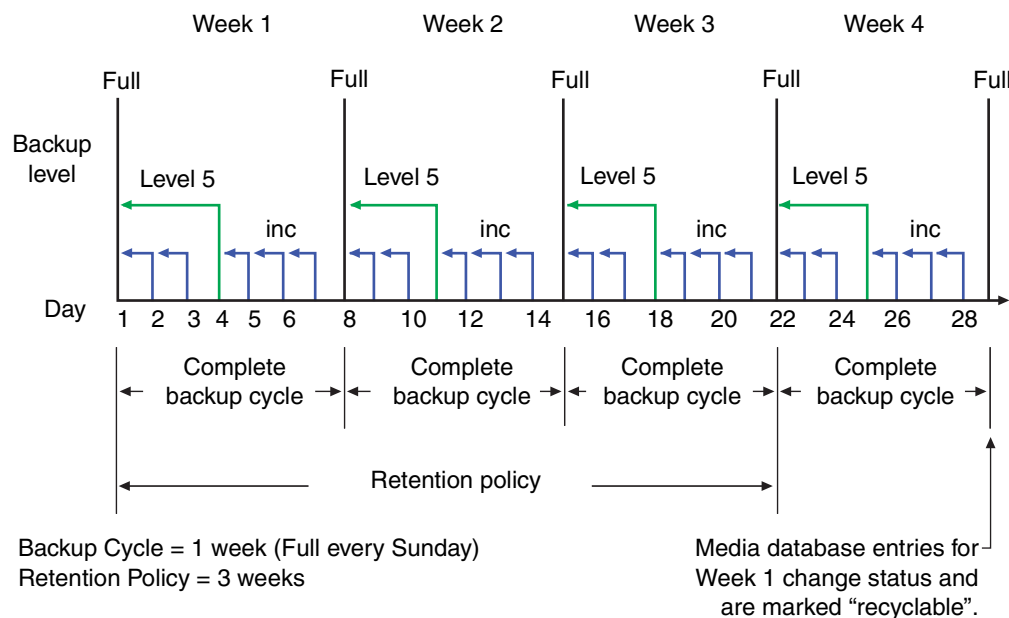 Week 1 Week 2 Week 3 Week 4
Full Full Full Full Full
Backup
level
Level 5 Level 5 Level 5 Level 5
inc inc inc inc
Day
1 2 3 4 5 6 8 10 12 14 16 18 20 22 24 26 28
Complete Complete Complete Complete
backup cycle backup cycle backup cycle backup cycle
Retention policy
Backup Cycle = 1 week (Full every Sunday)
Retention Policy = 3 weeks
Media database entries for
Week 1 change status and
are marked “recyclable”.